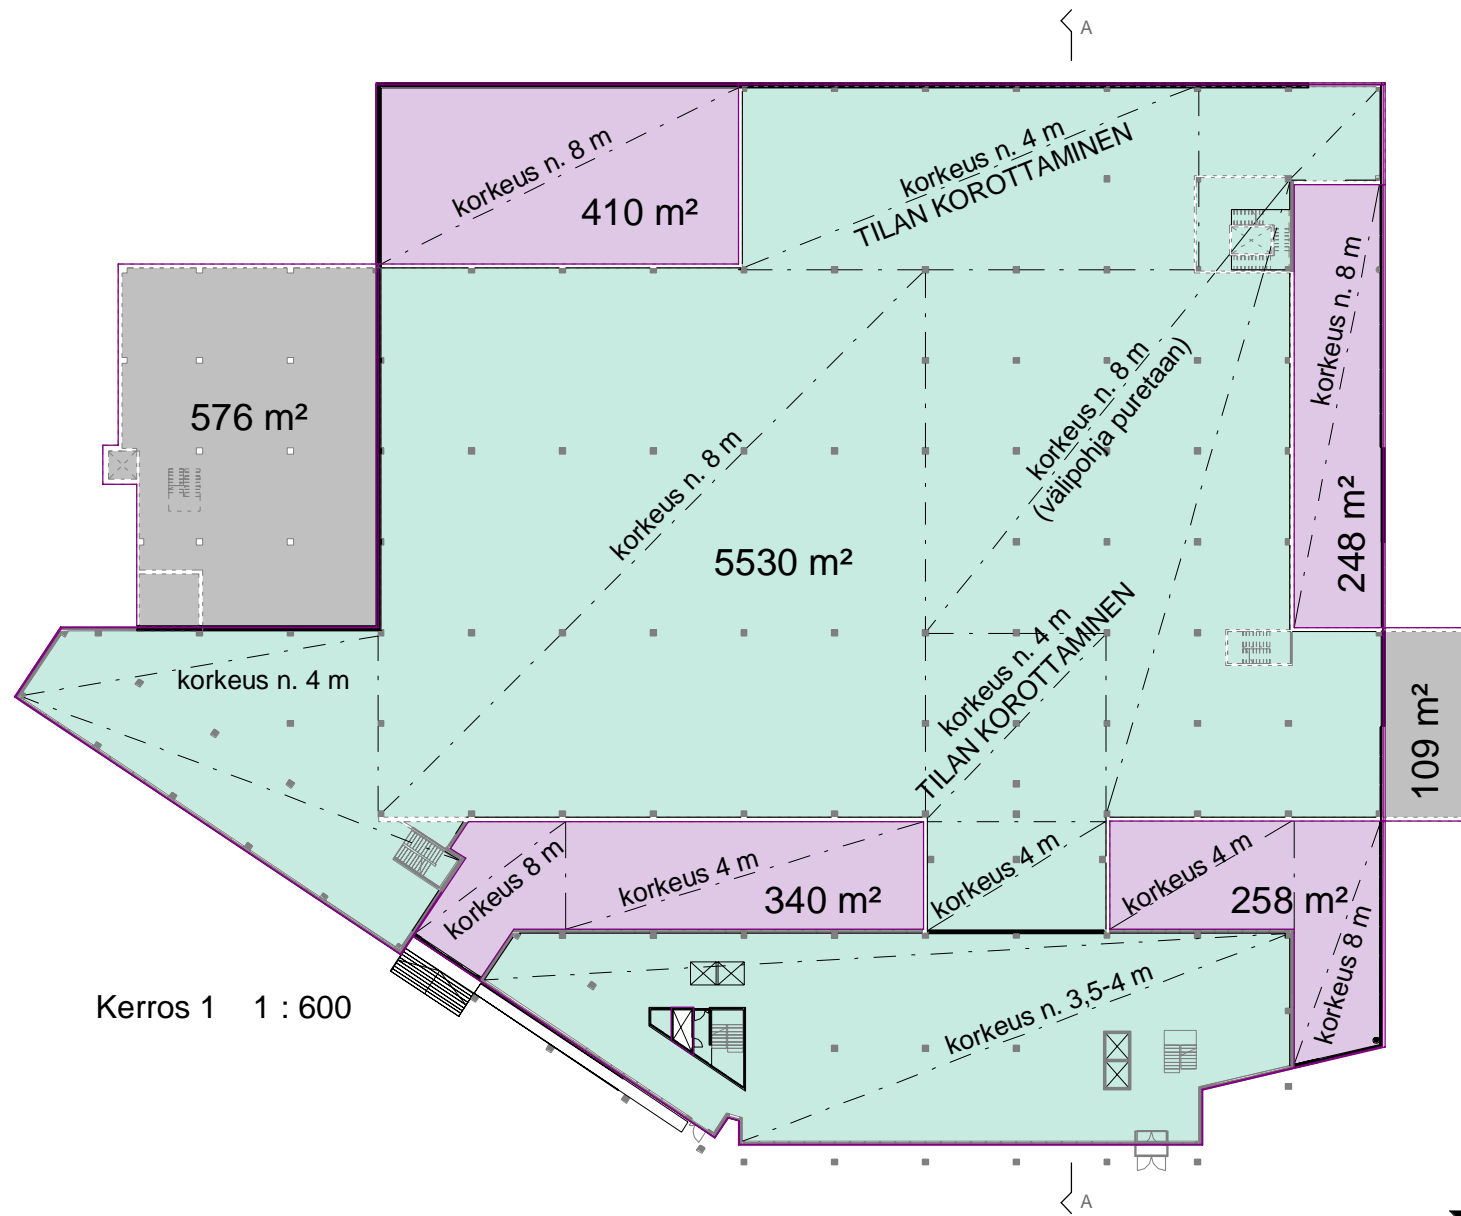 A
korkeus n. 8 m
410 m²
korkeus n. 4 m
TILAN KOROTTAMINEN
korkeus n. 8 m
248 m²
576 m²
korkeus n. 8 m
korkeus n. 8 m
(välipohja puretaan)
5530 m²
korkeus n. 4 m
TILAN KOROTTAMINEN
korkeus n. 4 m
109 m²
korkeus 8 m
korkeus 4 m
340 m²
korkeus 4 m
korkeus 4 m
258 m²
korkeus 8 m
korkeus n. 3,5-4 m
Kerros 1 1 : 600
A